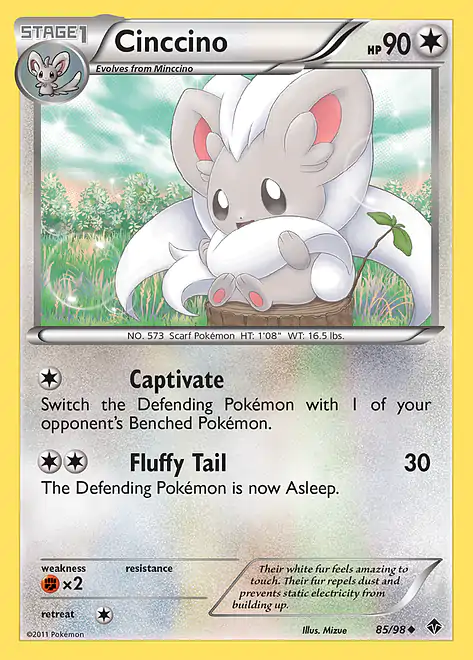 STAGE1
Cinccino
HP 90
Evolves from Minccino
NO. 573 Scarf Pokémon HT: 1'08" WT: 16.5 lbs.
Captivate
Switch the Defending Pokémon with 1 of your
opponent's Benched Pokémon.
Fluffy Tail 30
The Defending Pokémon is now Asleep.
weakness resistance
×2
retreat
Their white fur feels amazing to
touch. Their fur repels dust and
prevents static electricity from
building up.
©2011 Pokémon Illus. Mizue 85/98